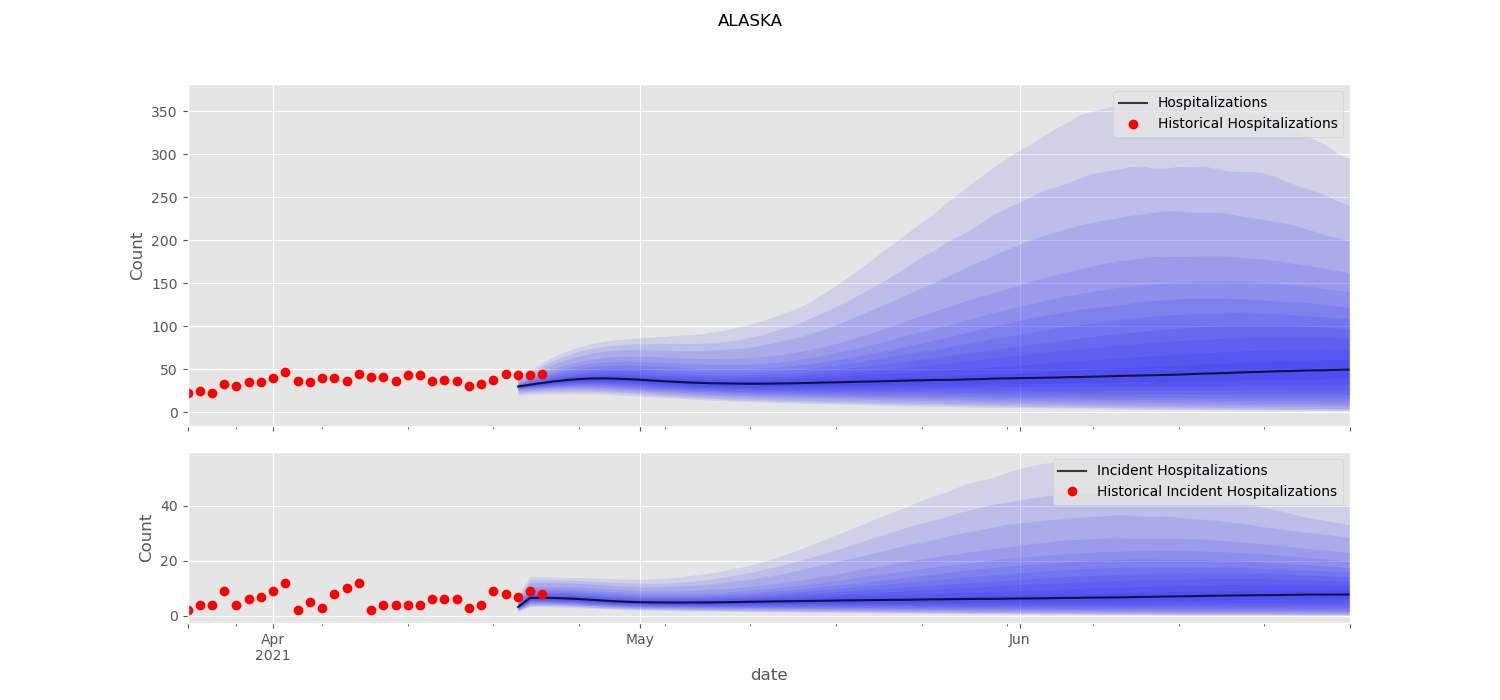 ALASKA
Hospitalizations
Historical Hospitalizations
350
300
250
200
150
100
50
0
Count
Incident Hospitalizations
Historical Incident Hospitalizations
40
20
0
Count
Apr
2021
May
Jun
date